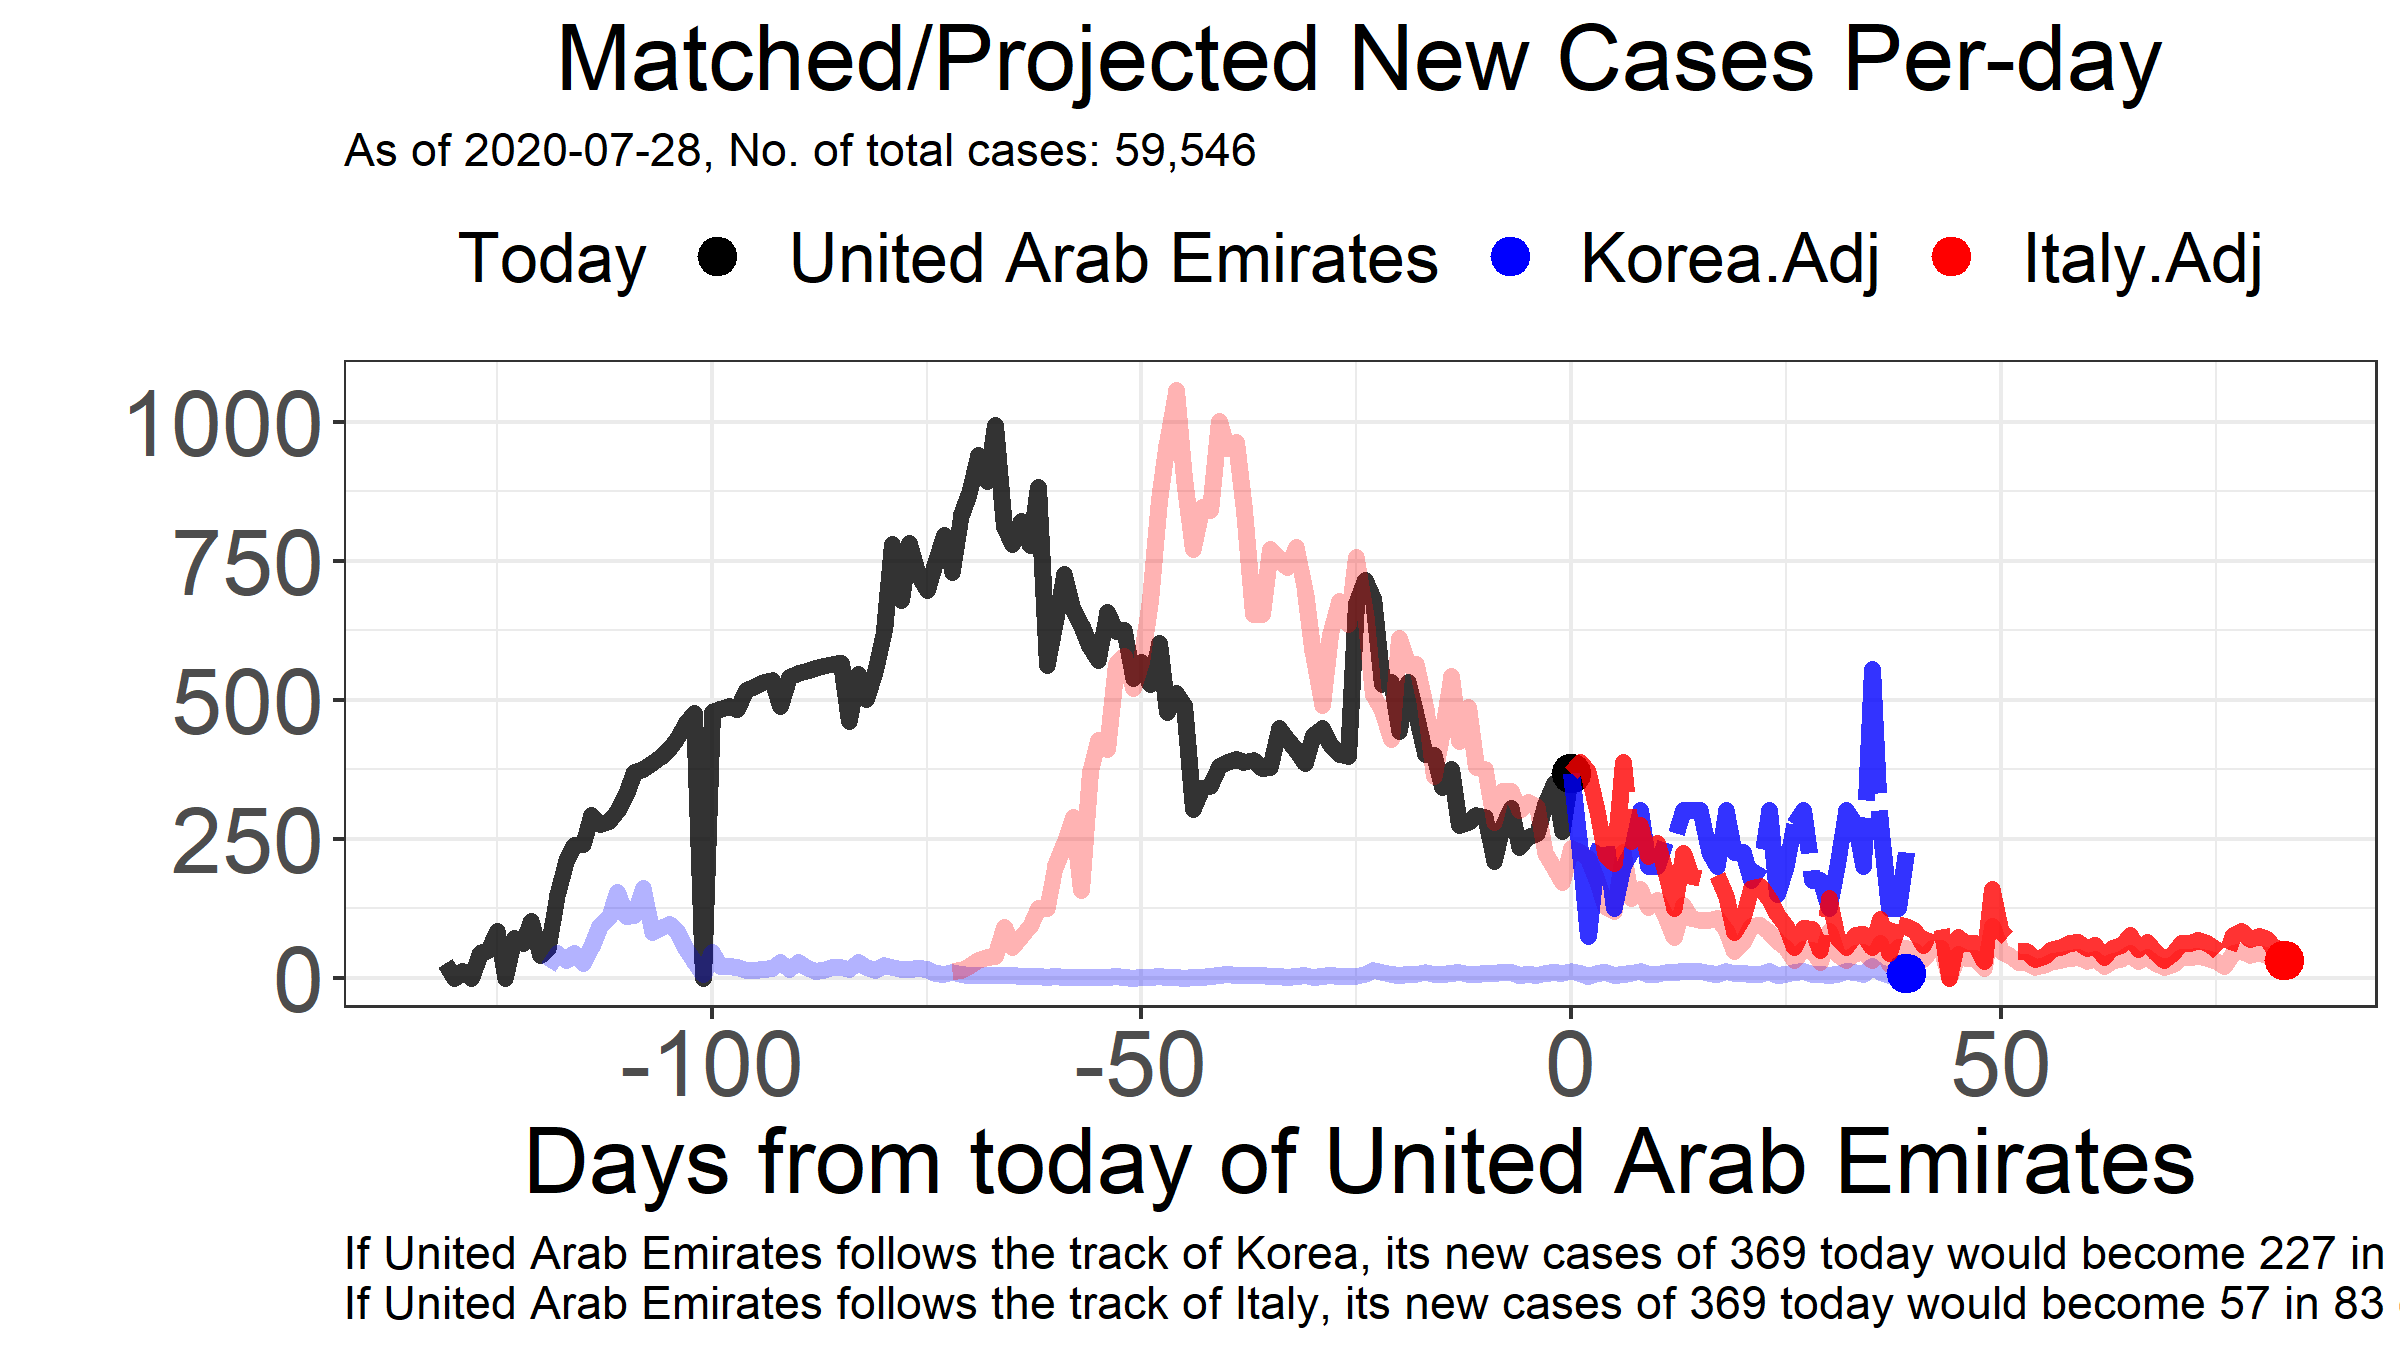 Matched/Projected New Cases Per-day
As of 2020-07-28, No. of total cases: 59,546
Today United Arab Emirates Korea.Adj Italy.Adj
1000
750
500
250
0
-100 -50 0 50
Days from today of United Arab Emirates
If United Arab Emirates follows the track of Korea, its new cases of 369 today would become 227 in
If United Arab Emirates follows the track of Italy, its new cases of 369 today would become 57 in 83